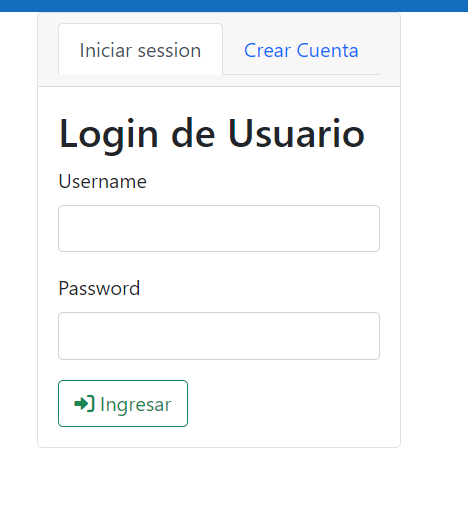 Iniciar session Crear Cuenta
Login de Usuario
Username
Password
Ingresar